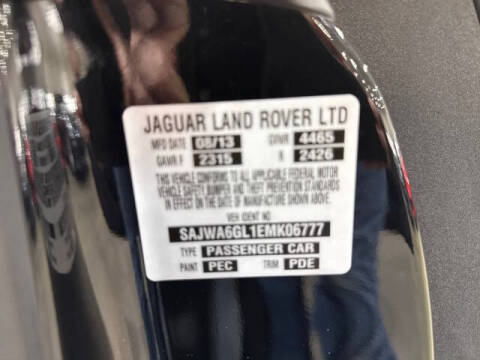 JAGUAR LAND ROVER LTD
MFD DATE 08/13 GVWR 4465
GAWR F 2315 R 2426
THIS VEHICLE CONFORMS TO ALL APPLICABLE FEDERAL MOTOR
VEHICLE SAFETY, BUMPER AND THEFT PREVENTION STANDARDS
IN EFFECT ON THE DATE OF MANUFACTURE SHOWN ABOVE.
VEH IDENT NO
SAJWA6GL1EMK06777
TYPE PASSENGER CAR
PAINT PEC TRIM PDE